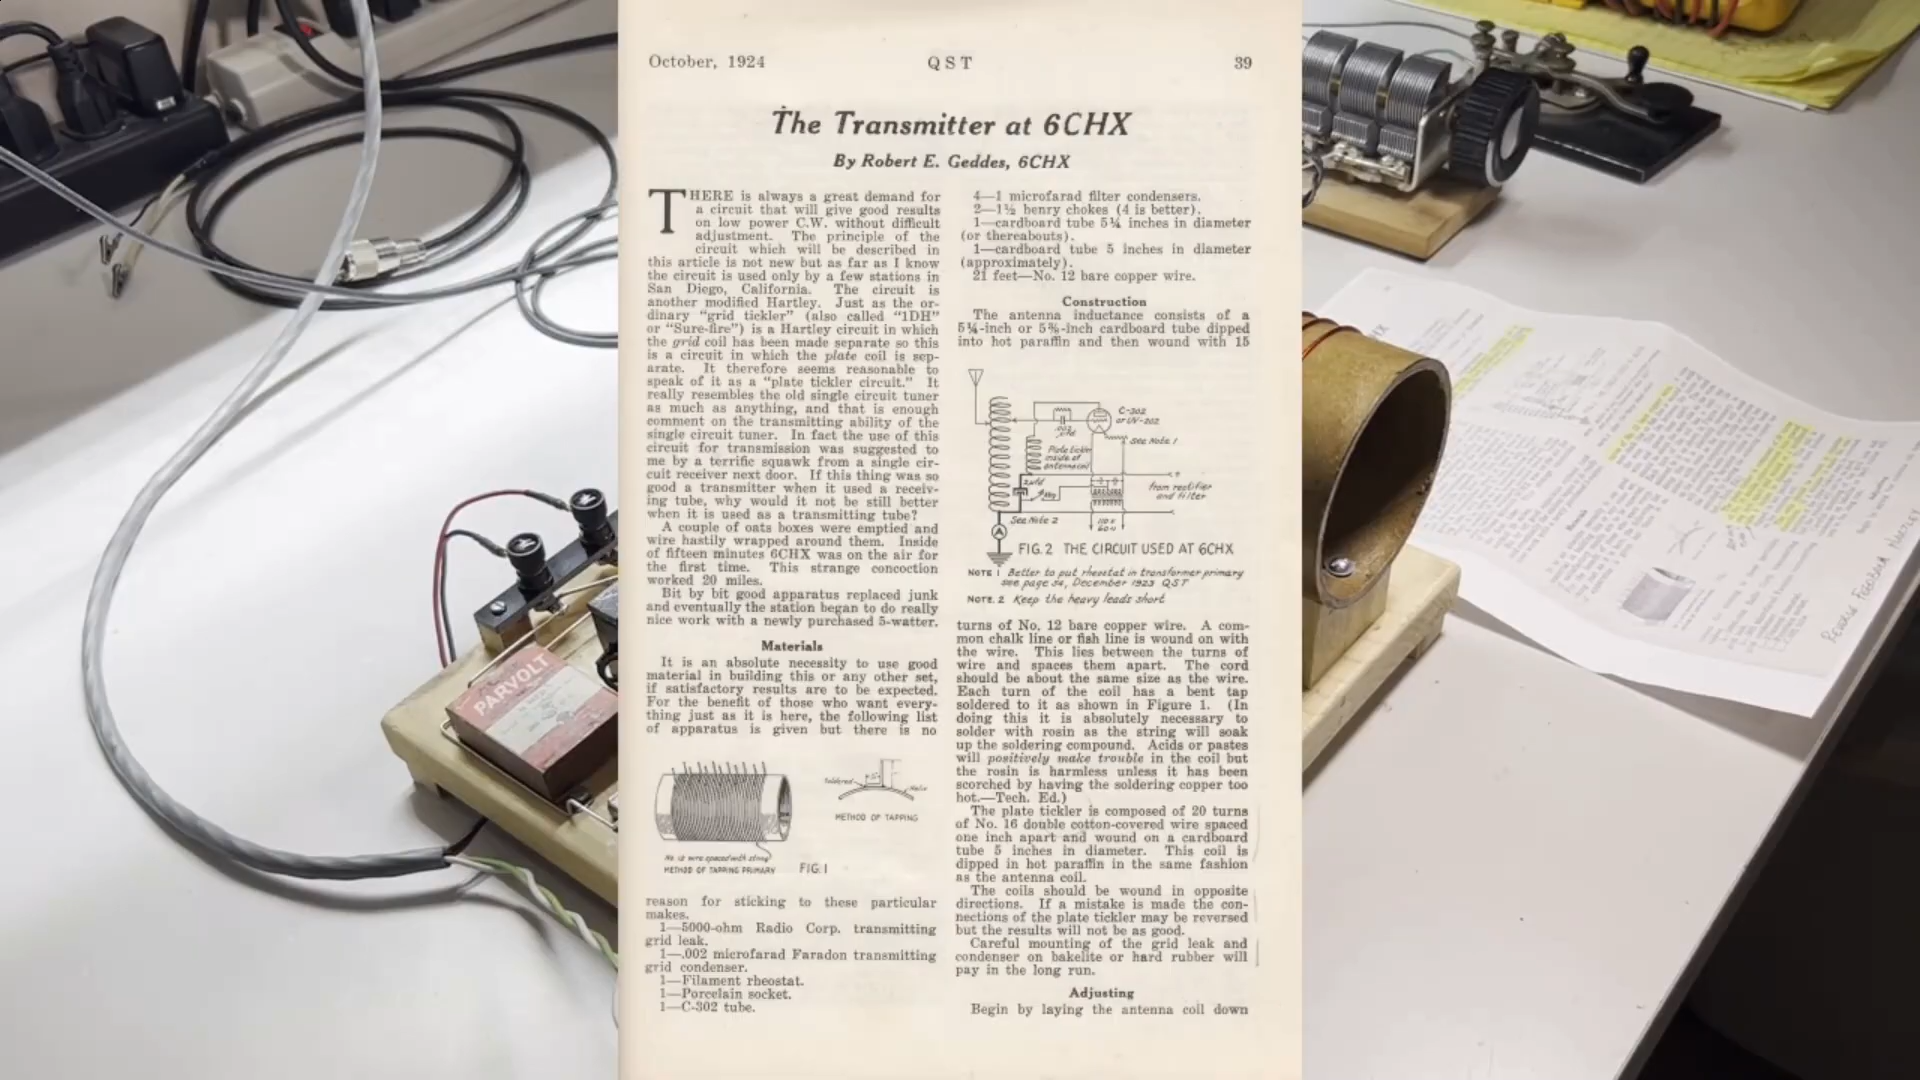 October, 1924
QST
39
The Transmitter at 6CHX
By Robert E. Geddes, 6CHX
THERE is always a great demand for
a circuit that will give good results
on low power C.W. without difficult
adjustment. The principle of the
circuit which will be described in
this article is not new but as far as I know
the circuit is used only by a few stations in
San Diego, California. The circuit is
another modified Hartley. Just as the or-
dinary "grid tickler" (also called "1DH"
or "Sure-fire") is a Hartley circuit in which
the grid coil has been made separate so this
is a circuit in which the plate coil is sep-
arate. It therefore seems reasonable to
speak of it as a "plate tickler circuit." It
really resembles the old single circuit tuner
as much as anything, and that is enough
comment on the transmitting ability of the
single circuit tuner. In fact the use of this
circuit for transmission was suggested to
me by a terrific squawk from a single cir-
cuit receiver next door. If this thing was so
good a transmitter when it used a receiv-
ing tube, why would it not be still better
when it is used as a transmitting tube?
A couple of oats boxes were emptied and
wire hastily wrapped around them. Inside
of fifteen minutes 6CHX was on the air for
the first time. This strange concoction
worked 20 miles.
Bit by bit good apparatus replaced junk
and eventually the station began to do really
nice work with a newly purchased 5-watter.
Materials
It is an absolute necessity to use good
material in building this or any other set,
if satisfactory results are to be expected.
For the benefit of those who want every-
thing just as it is here, the following list
of apparatus is given but there is no
Soldered
METHOD OF TAPPING
No. 12 wire spaced with string
METHOD OF TAPPING PRIMARY
FIG. 1
reason for sticking to these particular
makes.
1—5000-ohm Radio Corp. transmitting
grid leak.
1—.002 microfarad Faradon transmitting
grid condenser.
1—Filament rheostat.
1—Porcelain socket.
1—C-302 tube.
4—1 microfarad filter condensers.
2—1½ henry chokes (4 is better).
1—cardboard tube 5¼ inches in diameter
(or thereabouts).
1—cardboard tube 5 inches in diameter
(approximately).
21 feet—No. 12 bare copper wire.
Construction
The antenna inductance consists of a
5¼-inch or 5⅜-inch cardboard tube dipped
into hot paraffin and then wound with 15
C-302
or UV-202
.002
See Note 1
Plate tickler
inside of
antenna coil
2 mfd
Key
from rectifier
and filter
See Note 2
FIG. 2 THE CIRCUIT USED AT 6CHX
NOTE 1 Better to put rheostat in transformer primary
see page 34, December 1923 QST
NOTE. 2 Keep the heavy leads short
turns of No. 12 bare copper wire. A com-
mon chalk line or fish line is wound on with
the wire. This lies between the turns of
wire and spaces them apart. The cord
should be about the same size as the wire.
Each turn of the coil has a bent tap
soldered to it as shown in Figure 1. (In
doing this it is absolutely necessary to
solder with rosin as the string will soak
up the soldering compound. Acids or pastes
will positively make trouble in the coil but
the rosin is harmless unless it has been
scorched by having the soldering copper too
hot.—Tech. Ed.)
The plate tickler is composed of 20 turns
of No. 16 double cotton-covered wire spaced
one inch apart and wound on a cardboard
tube 5 inches in diameter. This coil is
dipped in hot paraffin in the same fashion
as the antenna coil.
The coils should be wound in opposite
directions. If a mistake is made the con-
nections of the plate tickler may be reversed
but the results will not be as good.
Careful mounting of the grid leak and
condenser on bakelite or hard rubber will
pay in the long run.
Adjusting
Begin by laying the antenna coil down
PARVOLT